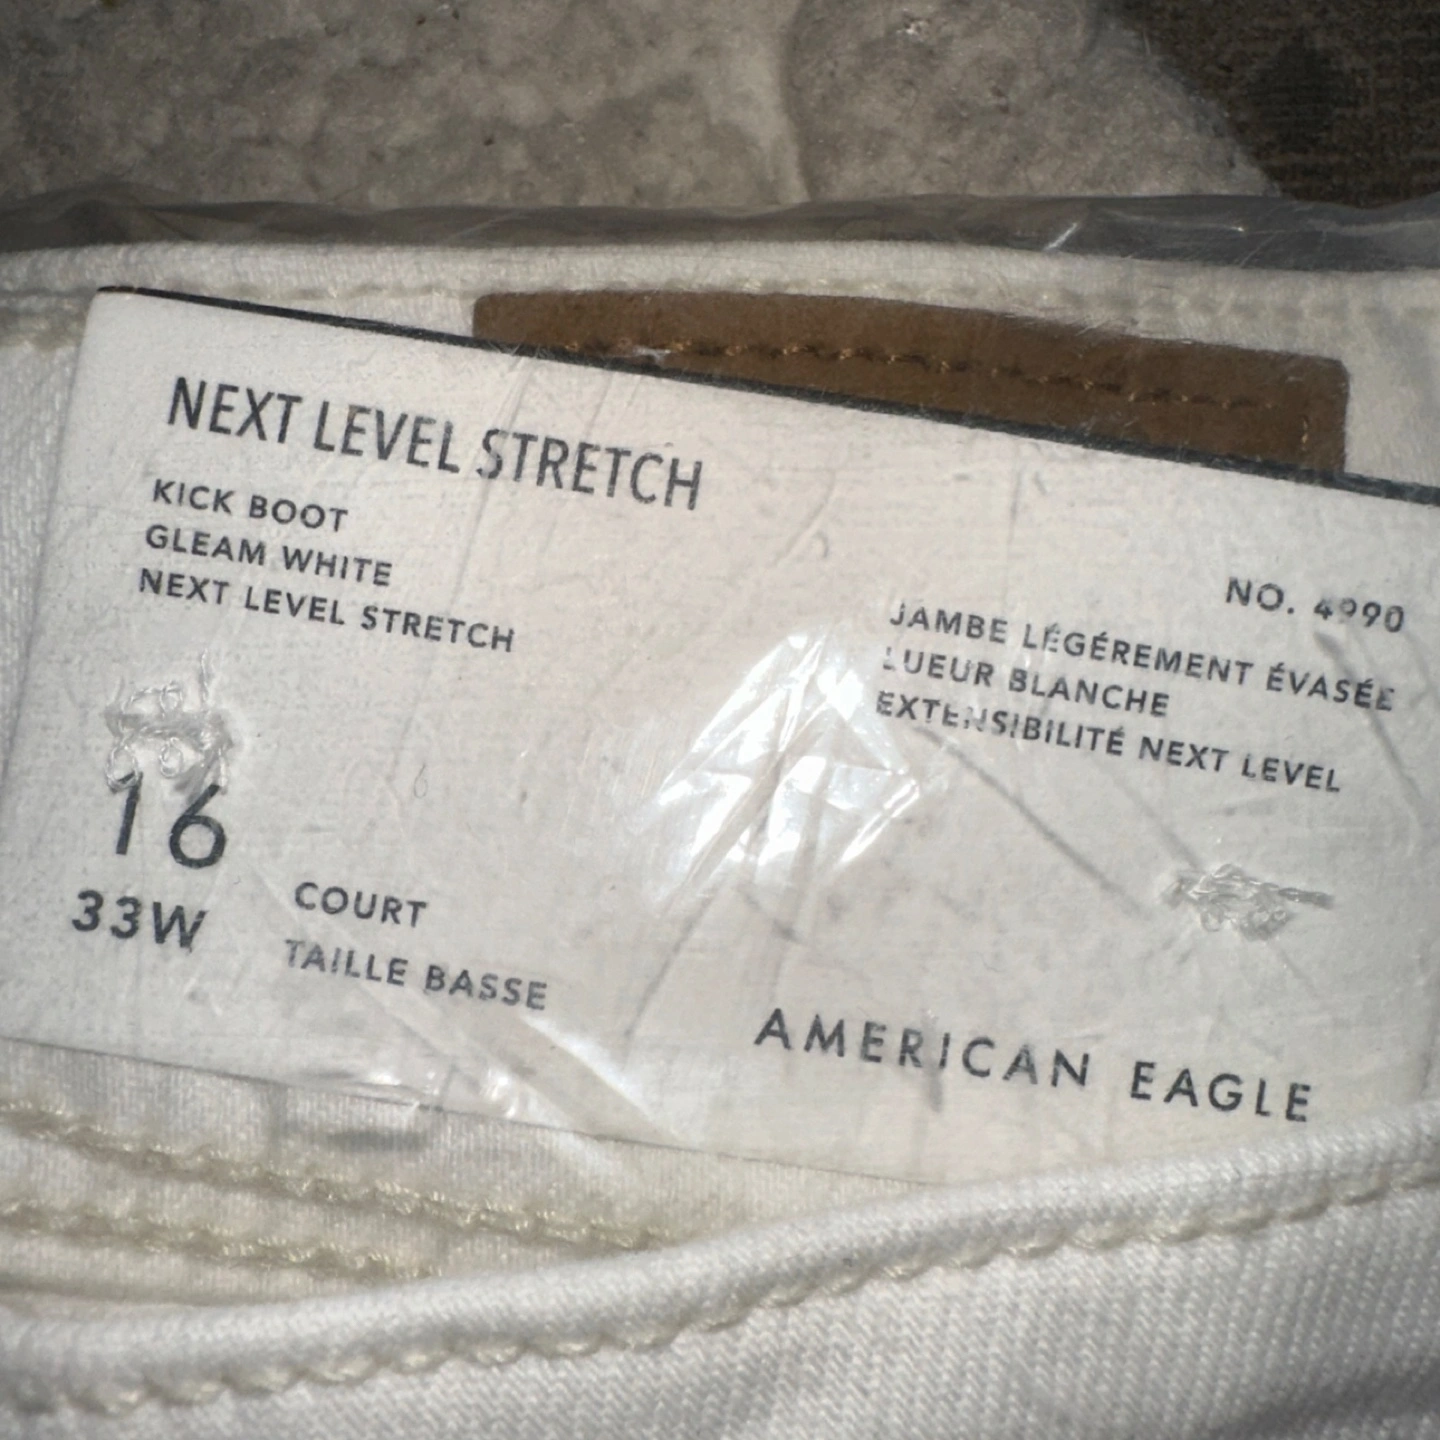 NEXT LEVEL STRETCH
KICK BOOT
GLEAM WHITE
NEXT LEVEL STRETCH
NO. 4990
JAMBE LÉGÉREMENT ÉVASÉE
LUEUR BLANCHE
EXTENSIBILITÉ NEXT LEVEL
16
33W
COURT
TAILLE BASSE
AMERICAN EAGLE